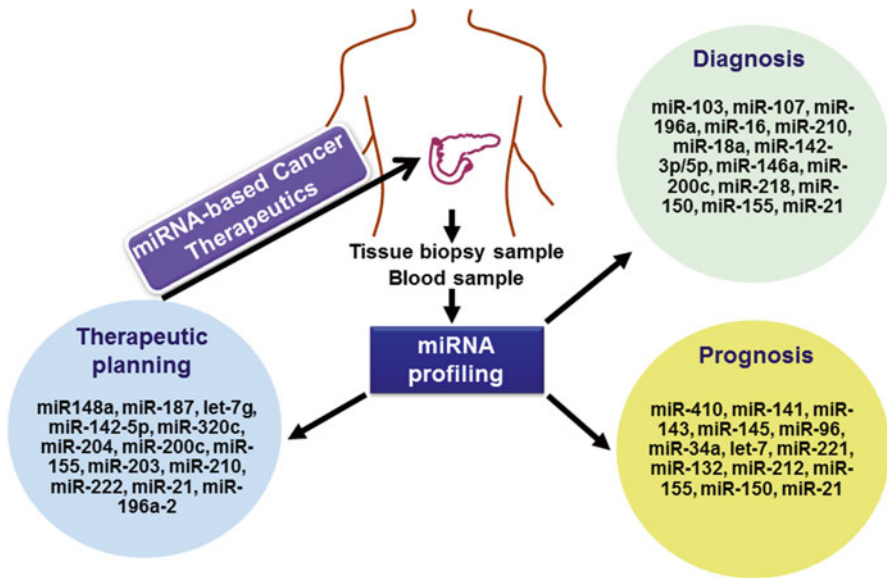 miRNA-based Cancer
Therapeutics
Tissue biopsy sample
Blood sample
miRNA
profiling
Diagnosis
miR-103, miR-107, miR-
196a, miR-16, miR-210,
miR-18a, miR-142-
3p/5p, miR-146a, miR-
200c, miR-218, miR-
150, miR-155, miR-21
Therapeutic
planning
miR148a, miR-187, let-7g,
miR-142-5p, miR-320c,
miR-204, miR-200c, miR-
155, miR-203, miR-210,
miR-222, miR-21, miR-
196a-2
Prognosis
miR-410, miR-141, miR-
143, miR-145, miR-96,
miR-34a, let-7, miR-221,
miR-132, miR-212, miR-
155, miR-150, miR-21